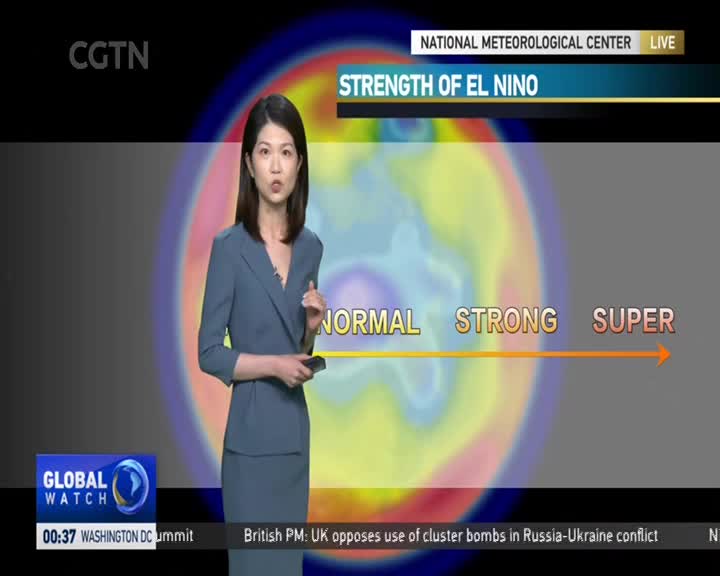 CGTN
NATIONAL METEOROLOGICAL CENTER LIVE
STRENGTH OF EL NINO
NORMAL STRONG SUPER
GLOBAL
WATCH
00:37 WASHINGTON DC ummit British PM: UK opposes use of cluster bombs in Russia-Ukraine conflict N